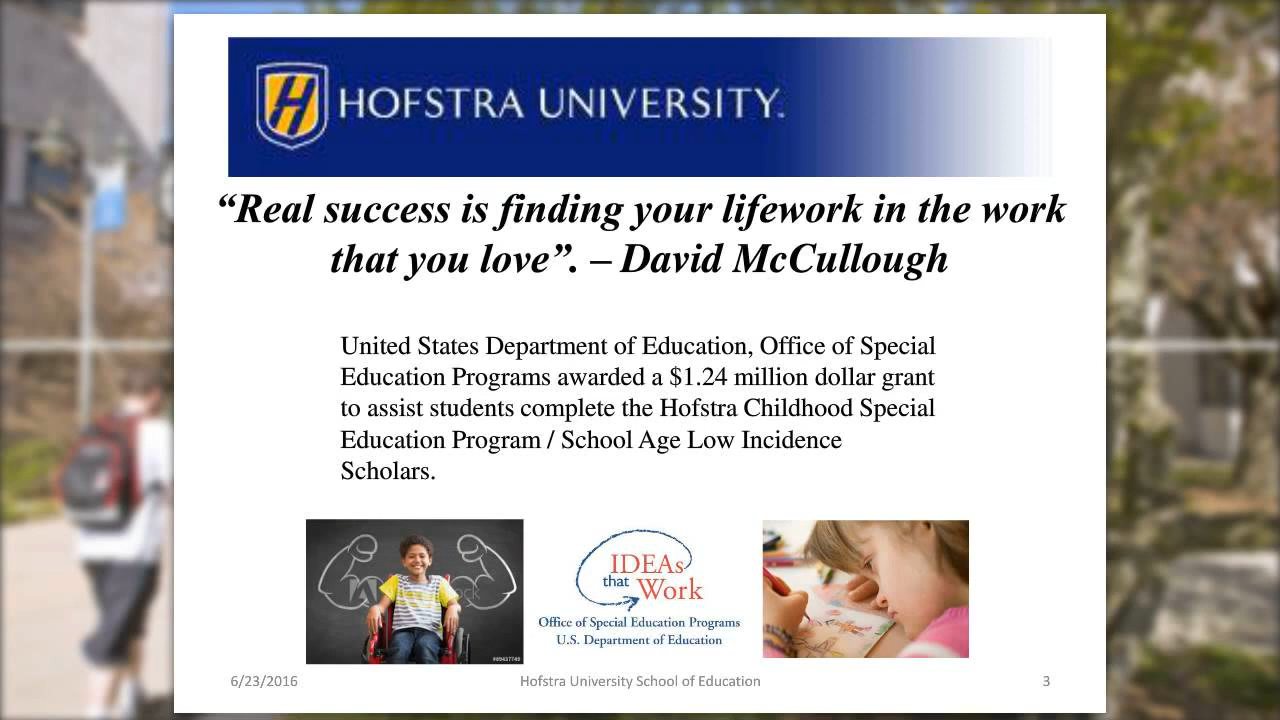 HOFSTRA UNIVERSITY™
“Real success is finding your lifework in the work
that you love”. – David McCullough
United States Department of Education, Office of Special
Education Programs awarded a $1.24 million dollar grant
to assist students complete the Hofstra Childhood Special
Education Program / School Age Low Incidence
Scholars.
IDEAs
that Work
Office of Special Education Programs
U.S. Department of Education
6/23/2016
Hofstra University School of Education
3